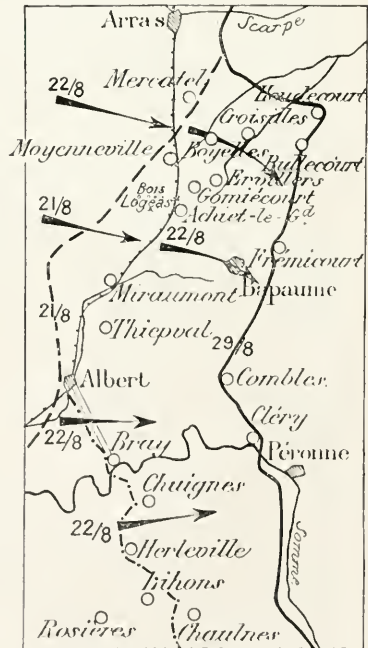 Arras
Scarpe
22/8
Mercatel
Heudecourt
Croisilles
Moyenneville
Boyelles
Bullecourt
Ervillers
Bois
Logeast
Gomiécourt
Achiet-le-Gd.
21/8
22/8
Frémicourt
Bapaume
Miraumont
21/8
Thiepval
29/8
Albert
Combles
22/8
Cléry
Bray
Péronne
Chuignes
22/8
Somme
Herleville
Lihons
Rosières
Chaulnes